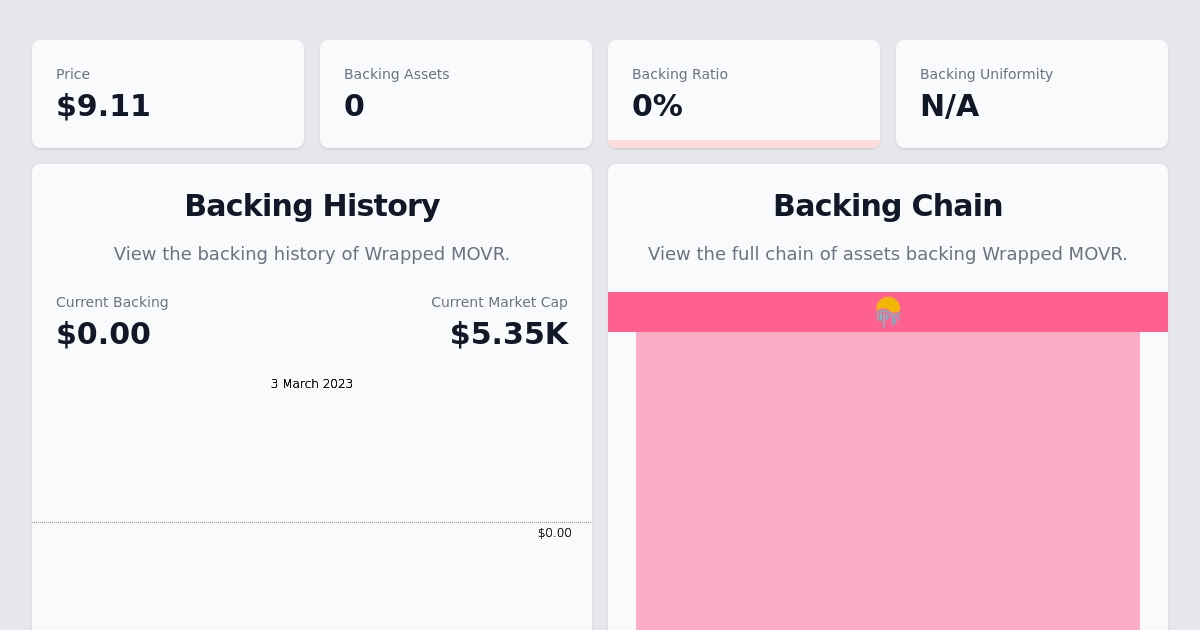 Price
$9.11
Backing Assets
0
Backing Ratio
0%
Backing Uniformity
N/A
Backing History
View the backing history of Wrapped MOVR.
Current Backing
$0.00
Current Market Cap
$5.35K
3 March 2023
$0.00
Backing Chain
View the full chain of assets backing Wrapped MOVR.